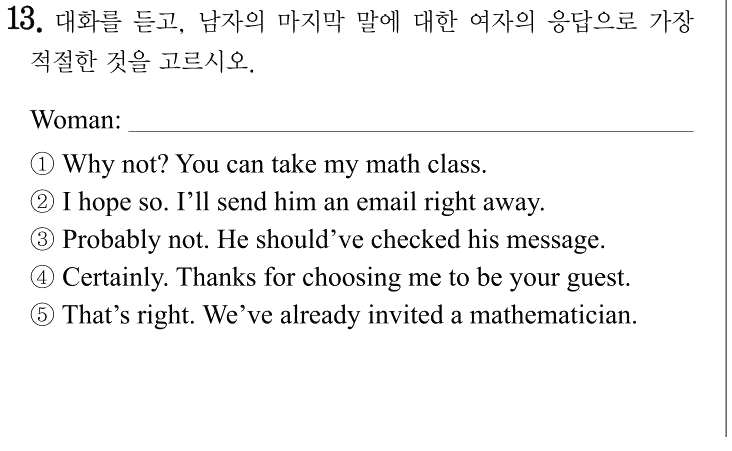 13. 대화를 듣고, 남자의 마지막 말에 대한 여자의 응답으로 가장
적절한 것을 고르시오.
Woman:
① Why not? You can take my math class.
② I hope so. I’ll send him an email right away.
③ Probably not. He should’ve checked his message.
④ Certainly. Thanks for choosing me to be your guest.
⑤ That’s right. We’ve already invited a mathematician.